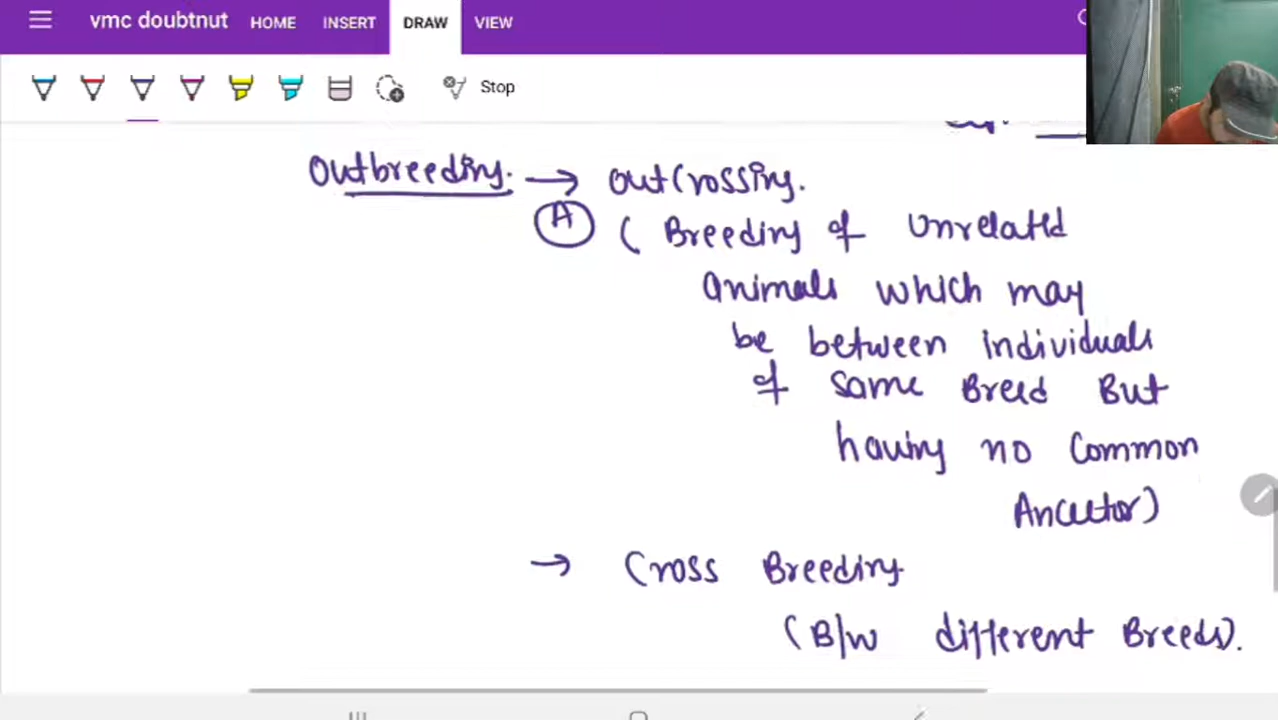 vmc doubtnut HOME INSERT DRAW VIEW
Stop
Outbreeding. → outcrossing.
A (Breeding of unrelated
animals which may
be between individuals
of same Breed But
having no Common
Ancestor)
→ Cross Breeding
(B/w different Breeds).